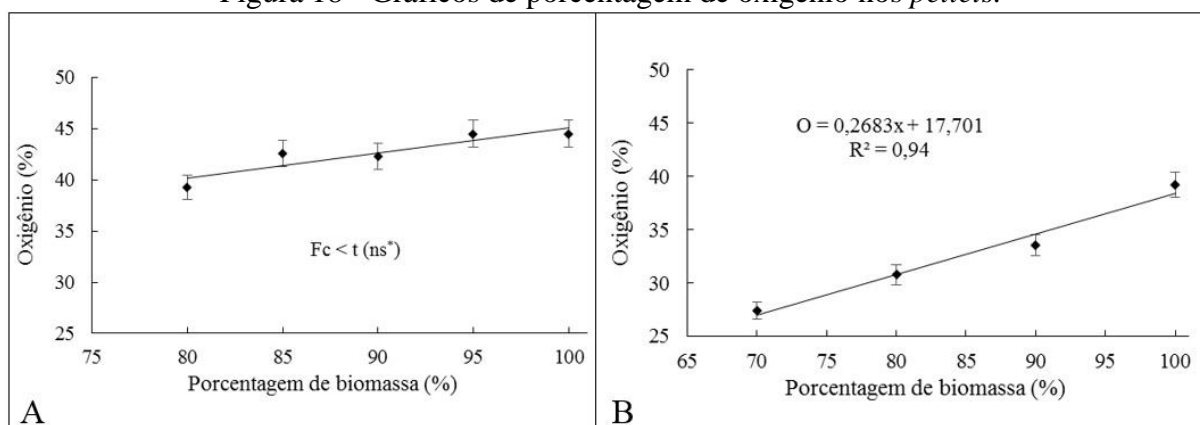 Figura 18 - Gráficos de porcentagem de oxigênio nos pellets.
50
45
40
35
30
25
Oxigênio (%)
Fc < t (ns*)
75 80 85 90 95 100
Porcentagem de biomassa (%)
A
50
45
40
35
30
25
Oxigênio (%)
O = 0,2683x + 17,701
R² = 0,94
65 70 75 80 85 90 95 100
Porcentagem de biomassa (%)
B